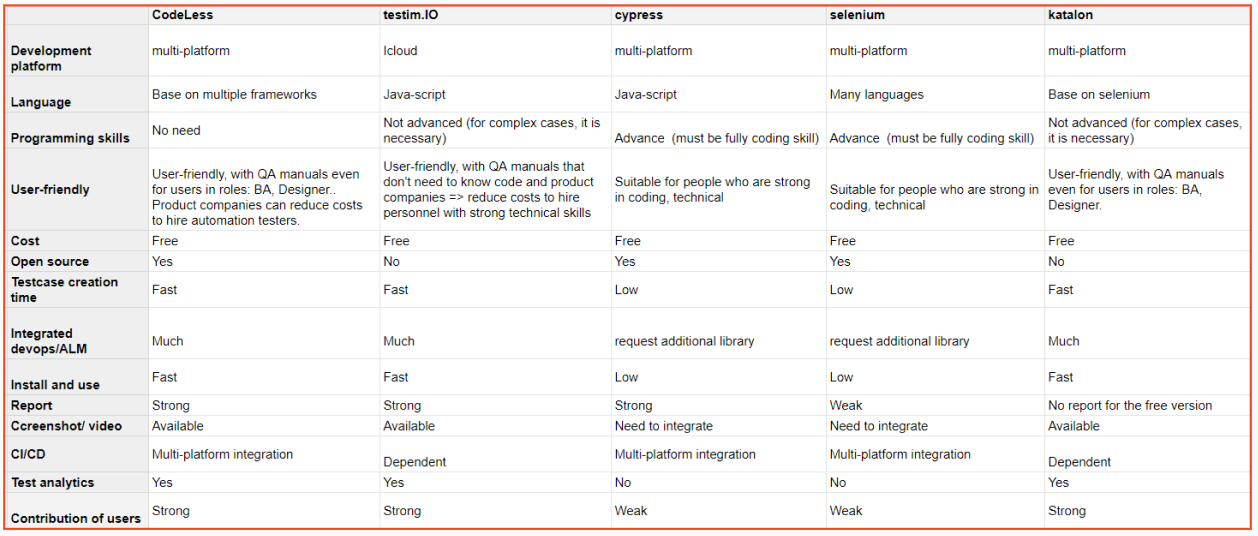 CodeLess testim.IO cypress selenium katalon
Development platform multi-platform Icloud multi-platform multi-platform multi-platform
Language Base on multiple frameworks Java-script Java-script Many languages Base on selenium
Programming skills No need Not advanced (for complex cases, it is necessary) Advance (must be fully coding skill) Advance (must be fully coding skill) Not advanced (for complex cases, it is necessary)
User-friendly User-friendly, with QA manuals even for users in roles: BA, Designer.. Product companies can reduce costs to hire automation testers. User-friendly, with QA manuals that don't need to know code and product companies => reduce costs to hire personnel with strong technical skills Suitable for people who are strong in coding, technical Suitable for people who are strong in coding, technical User-friendly, with QA manuals even for users in roles: BA, Designer.
Cost Free Free Free Free Free
Open source Yes No Yes Yes No
Testcase creation time Fast Fast Low Low Fast
Integrated devops/ALM Much Much request additional library request additional library Much
Install and use Fast Fast Low Low Fast
Report Strong Strong Strong Weak No report for the free version
Ccreenshot/ video Available Available Need to integrate Need to integrate Available
CI/CD Multi-platform integration Dependent Multi-platform integration Multi-platform integration Dependent
Test analytics Yes Yes No No Yes
Contribution of users Strong Strong Weak Weak Strong